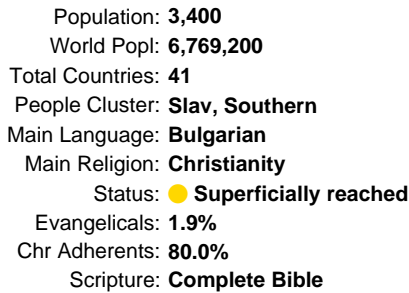 Population: 3,400
World Popl: 6,769,200
Total Countries: 41
People Cluster: Slav, Southern
Main Language: Bulgarian
Main Religion: Christianity
Status: Superficially reached
Evangelicals: 1.9%
Chr Adherents: 80.0%
Scripture: Complete Bible